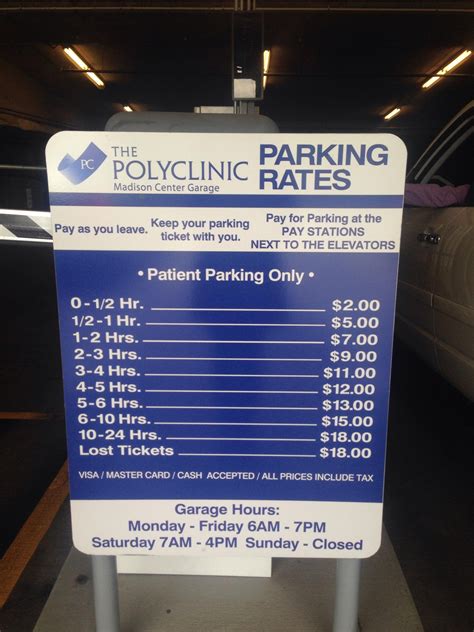 PC
THE
POLYCLINIC
Madison Center Garage
PARKING
RATES
Pay as you leave.
Keep your parking
ticket with you.
Pay for Parking at the
PAY STATIONS
NEXT TO THE ELEVATORS
• Patient Parking Only •
0 - 1/2 Hr. $2.00
1/2 - 1 Hr. $5.00
1-2 Hrs. $7.00
2-3 Hrs. $9.00
3-4 Hrs. $11.00
4-5 Hrs. $12.00
5-6 Hrs. $13.00
6-10 Hrs. $15.00
10-24 Hrs. $18.00
Lost Tickets $18.00
VISA / MASTER CARD / CASH ACCEPTED / ALL PRICES INCLUDE TAX
Garage Hours:
Monday - Friday 6AM - 7PM
Saturday 7AM - 4PM Sunday - Closed